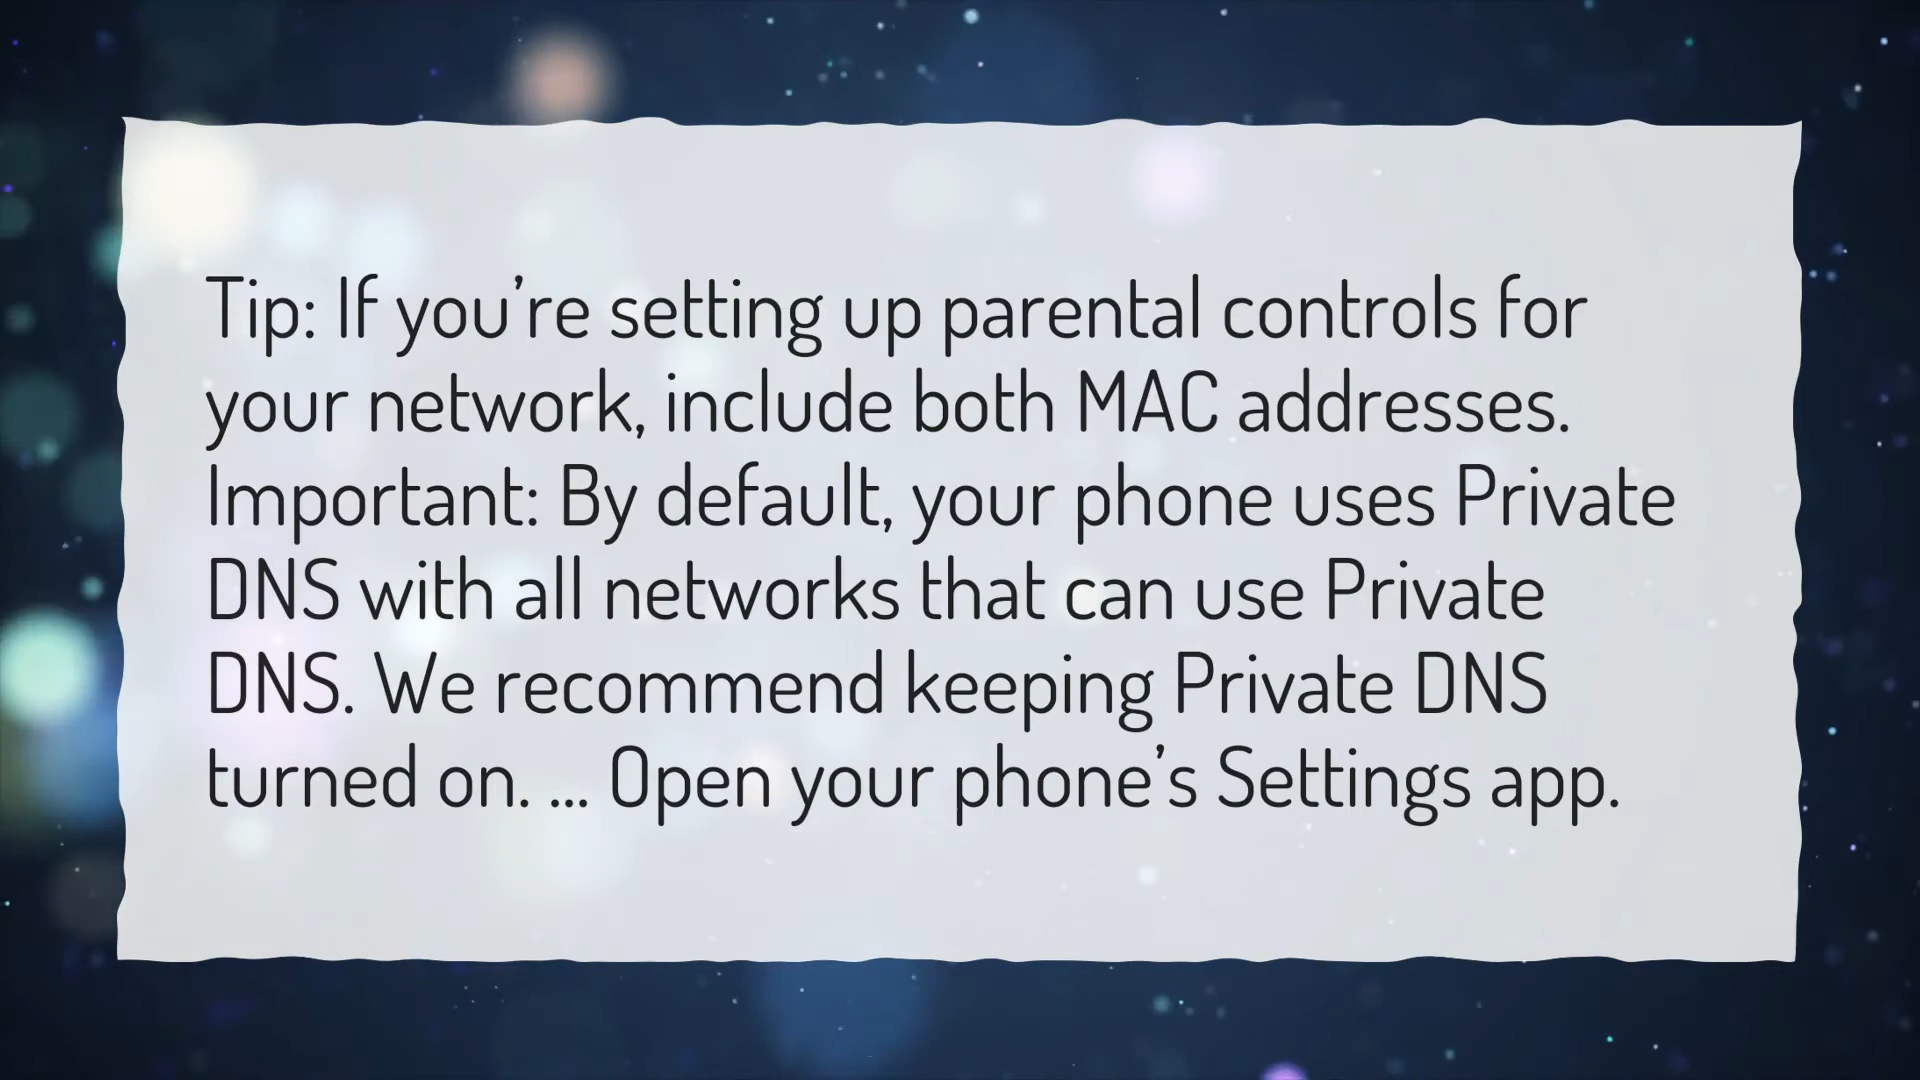 Tip: If you’re setting up parental controls for
your network, include both MAC addresses.
Important: By default, your phone uses Private
DNS with all networks that can use Private
DNS. We recommend keeping Private DNS
turned on. ... Open your phone’s Settings app.